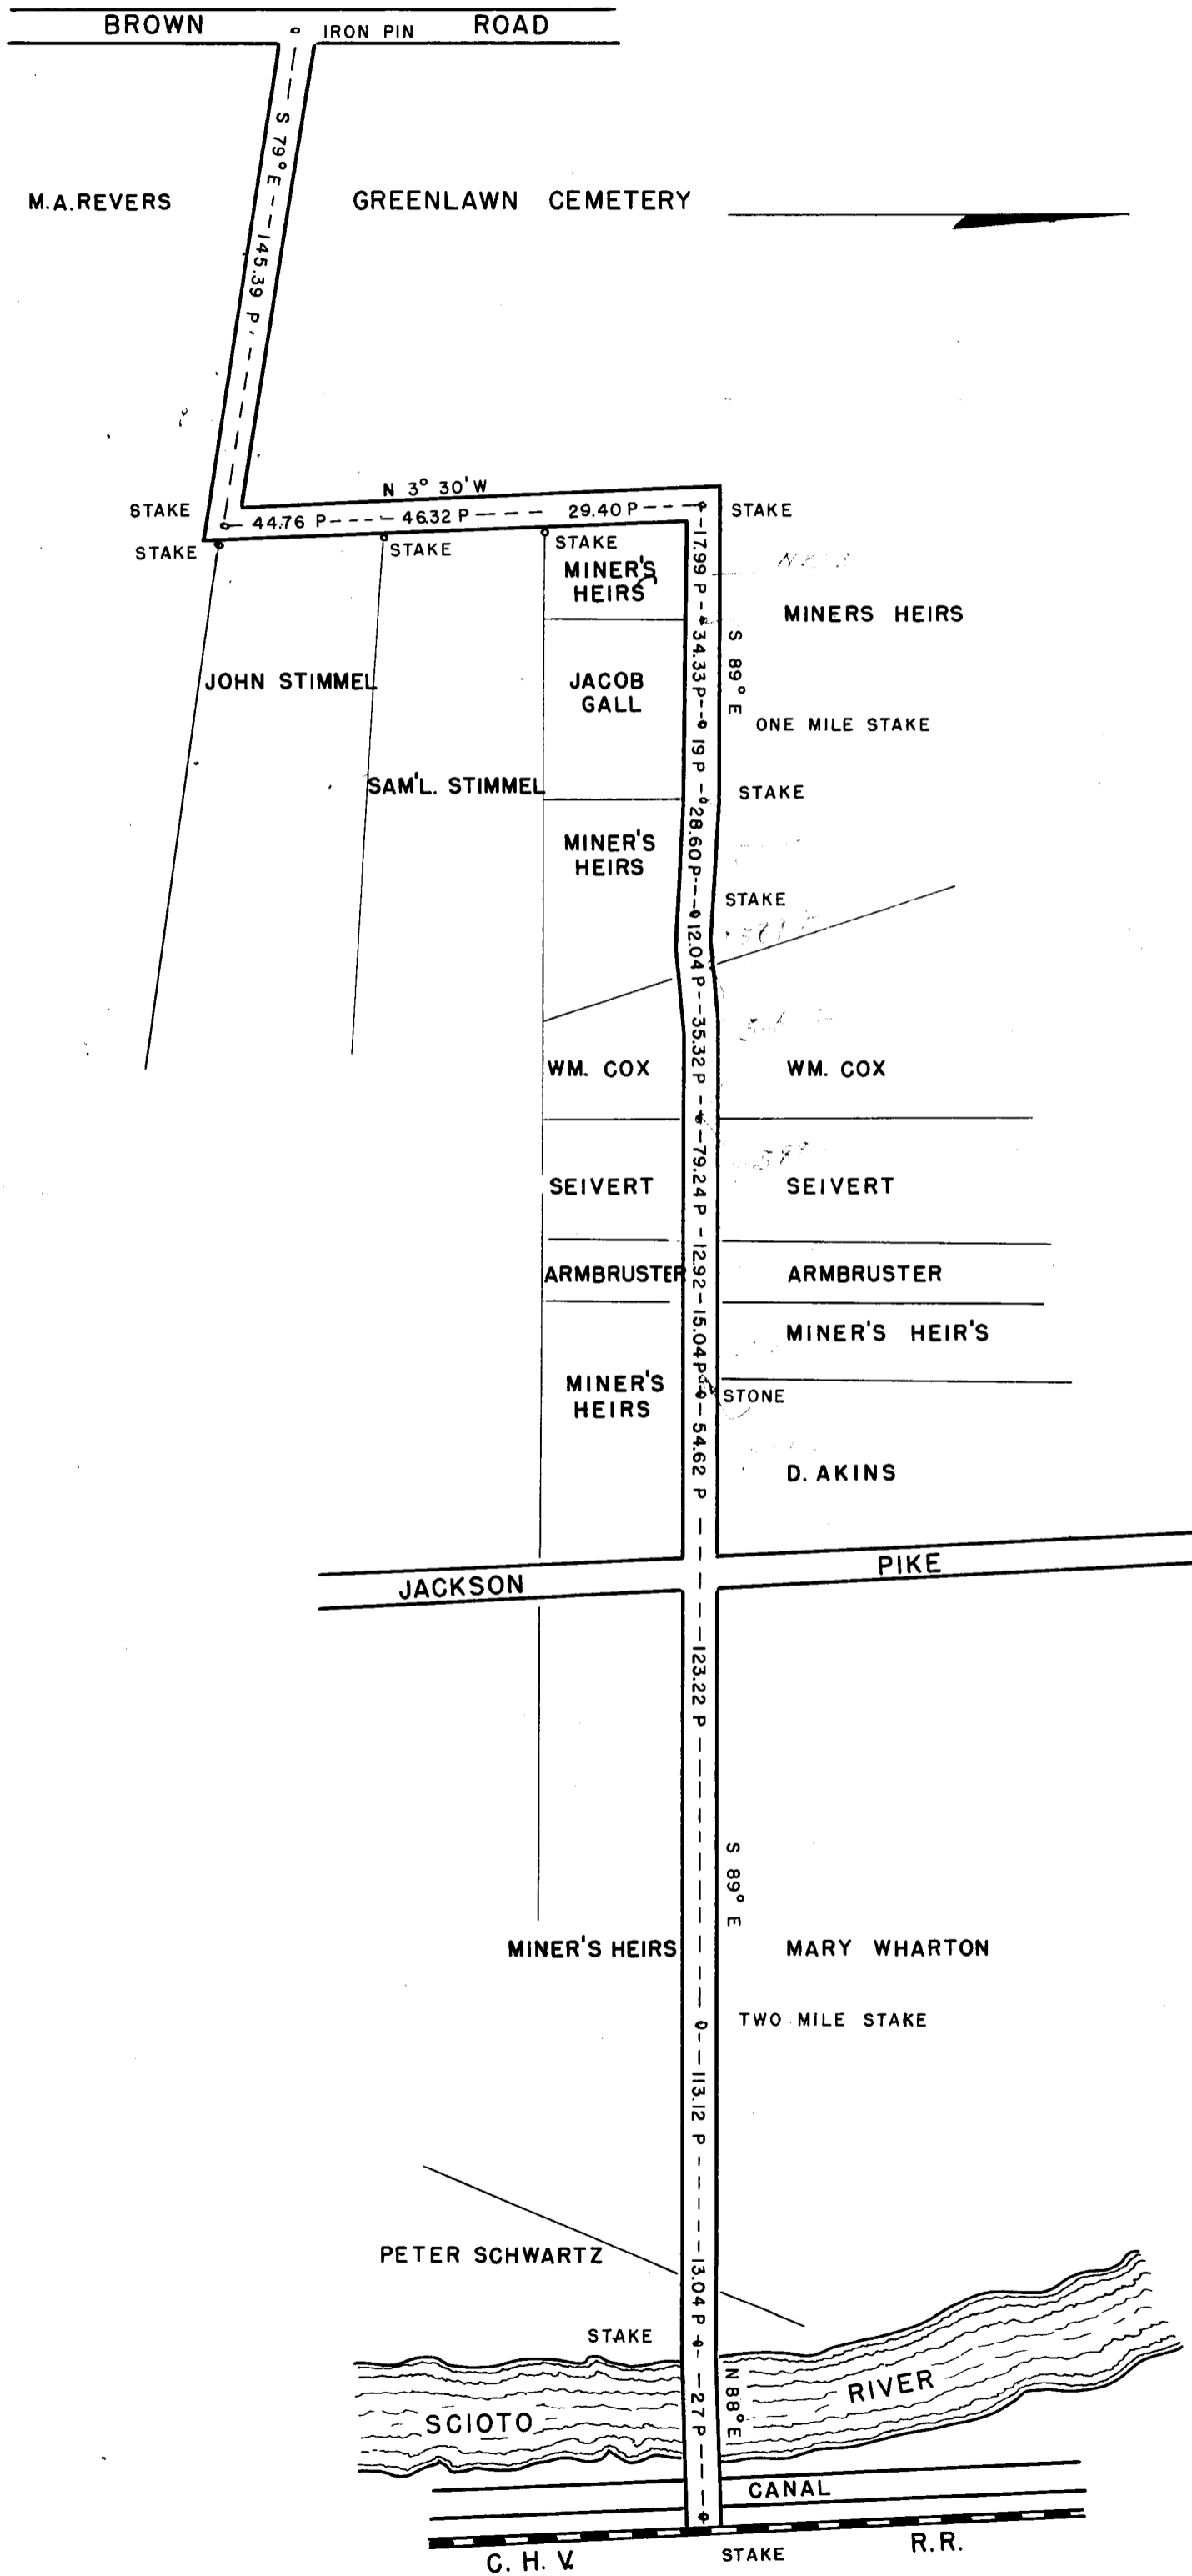 BROWN ROAD
IRON PIN
S 79° E
145.39 P
M.A. REVERS
GREENLAWN CEMETERY
N 3° 30' W
STAKE
44.76 P
46.32 P
29.40 P
STAKE
STAKE
STAKE
STAKE
17.99 P
MINER'S
HEIRS
MINERS HEIRS
34.33 P
S 89° E
JOHN STIMMEL
JACOB
GALL
ONE MILE STAKE
19 P
SAM'L. STIMMEL
STAKE
28.60 P
MINER'S
HEIRS
STAKE
12.04 P
35.32 P
WM. COX
WM. COX
79.24 P
SEIVERT
SEIVERT
12.92
ARMBRUSTER
ARMBRUSTER
15.04 P
MINER'S HEIR'S
MINER'S
HEIRS
STONE
54.62 P
D. AKINS
JACKSON PIKE
123.22 P
S 89° E
MINER'S HEIRS
MARY WHARTON
TWO MILE STAKE
113.12 P
PETER SCHWARTZ
13.04 P
STAKE
N 88° E
27 P
SCIOTO RIVER
CANAL
C. H. V. R.R.
STAKE